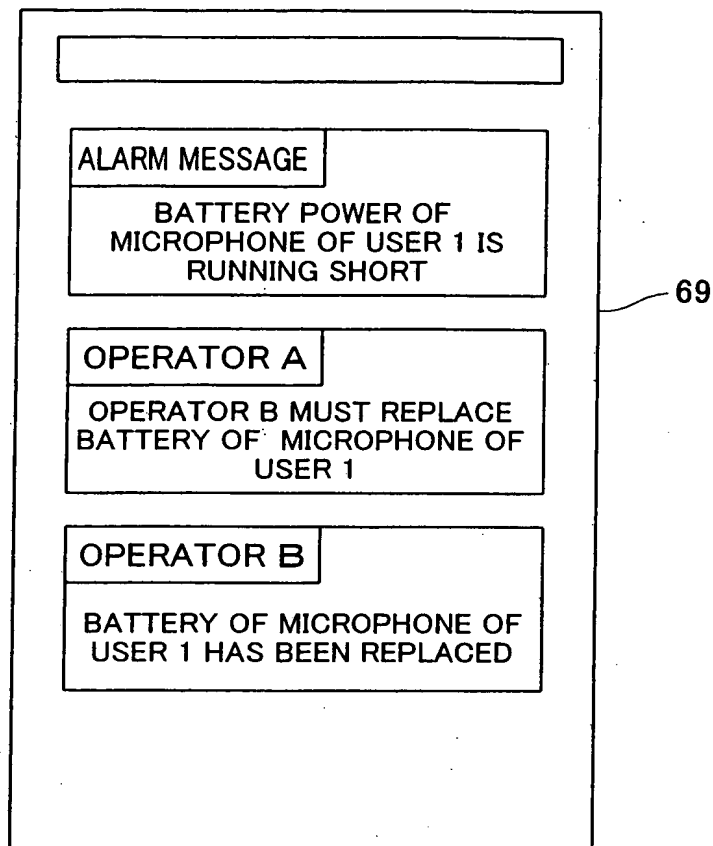 ALARM MESSAGE
BATTERY POWER OF
MICROPHONE OF USER 1 IS
RUNNING SHORT
69
OPERATOR A
OPERATOR B MUST REPLACE
BATTERY OF MICROPHONE OF
USER 1
OPERATOR B
BATTERY OF MICROPHONE OF
USER 1 HAS BEEN REPLACED